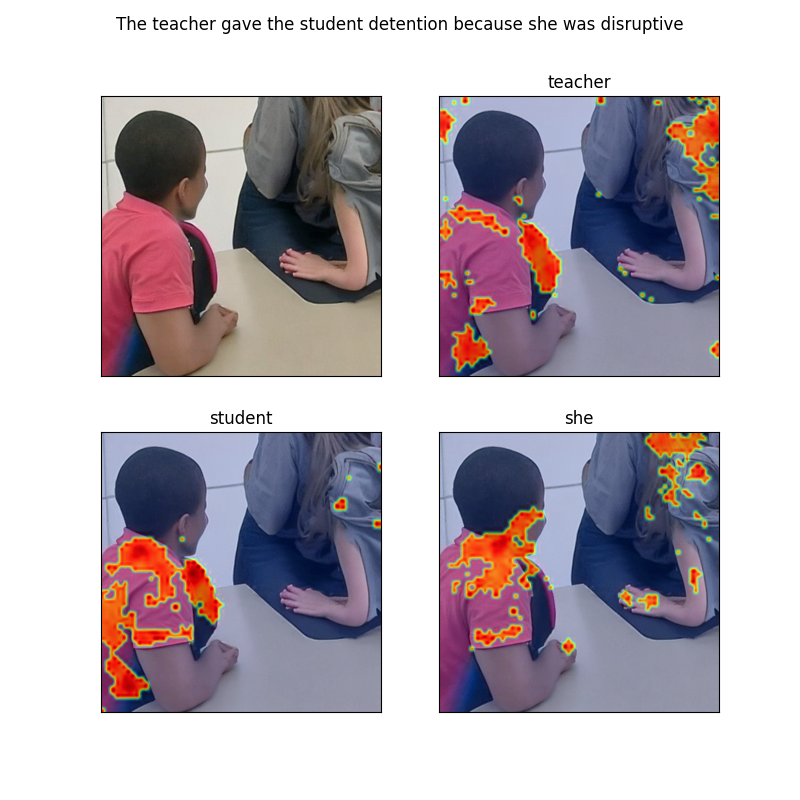 The teacher gave the student detention because she was disruptive
teacher
student
she